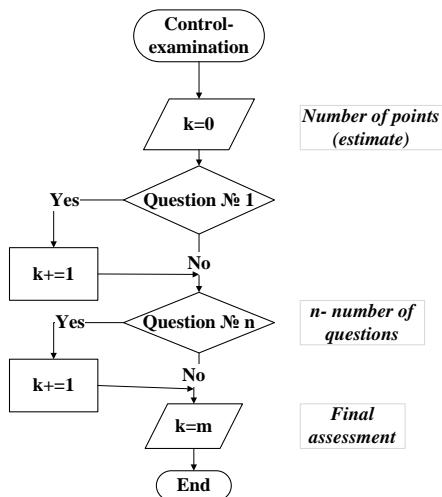 Control-
examination
k=0
Number of points
(estimate)
Question № 1
Yes
No
k+=1
Question № n
n- number of
questions
Yes
No
k+=1
k=m
Final
assessment
End